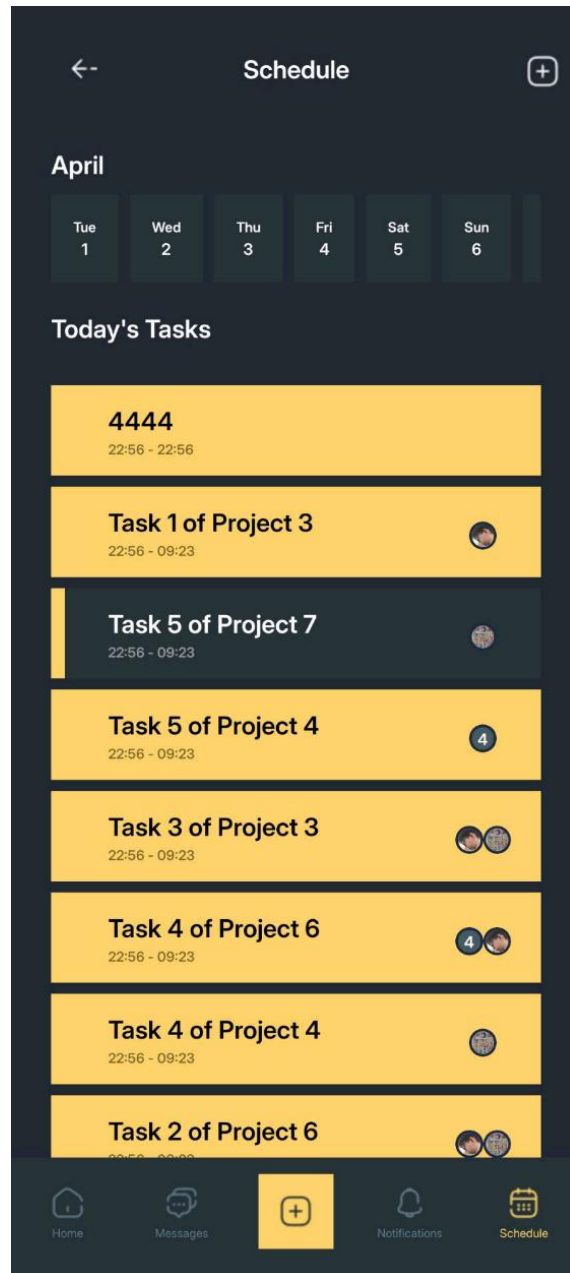 Schedule
April
Tue Wed Thu Fri Sat Sun
1 2 3 4 5 6
Today's Tasks
4444
22:56 - 22:56
Task 1 of Project 3
22:56 - 09:23
Task 5 of Project 7
22:56 - 09:23
Task 5 of Project 4
4
22:56 - 09:23
Task 3 of Project 3
22:56 - 09:23
Task 4 of Project 6
4
22:56 - 09:23
Task 4 of Project 4
22:56 - 09:23
Task 2 of Project 6
Home Messages Notifications Schedule